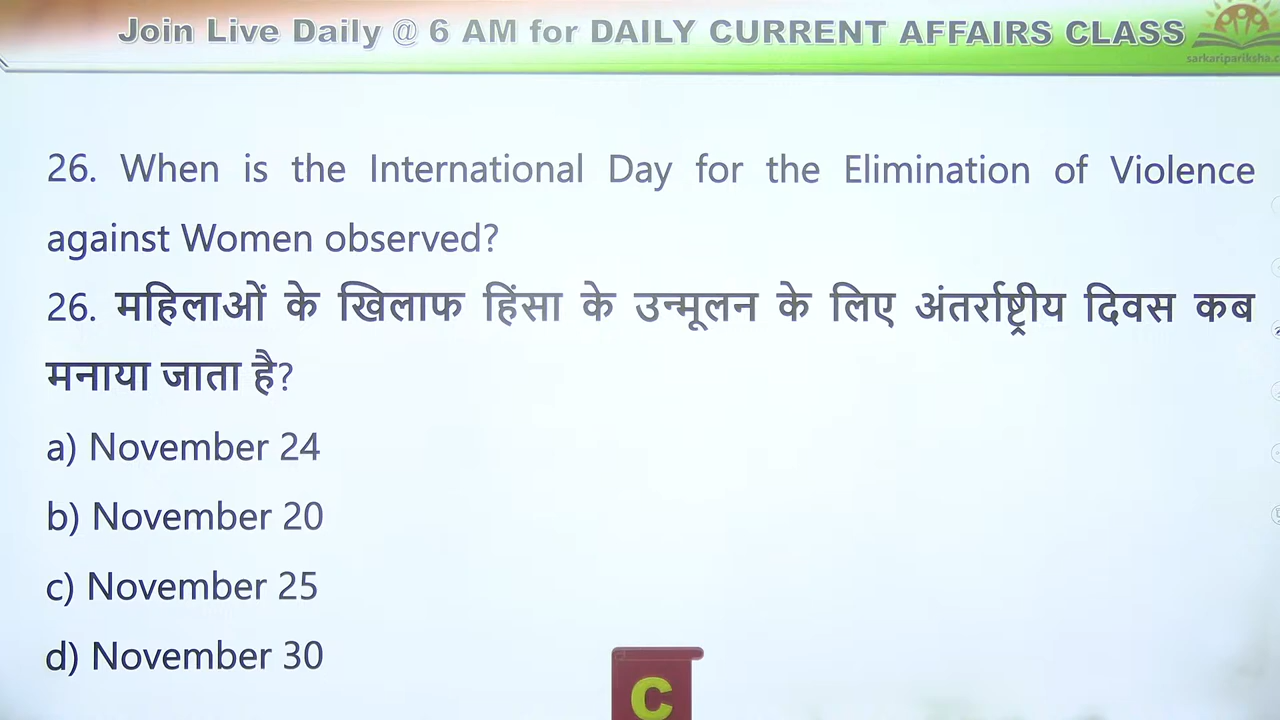 Join Live Daily @ 6 AM for DAILY CURRENT AFFAIRS CLASS
26. When is the International Day for the Elimination of Violence
against Women observed?
26. महिलाओं के खिलाफ हिंसा के उन्मूलन के लिए अंतर्राष्ट्रीय दिवस कब
मनाया जाता है?
a) November 24
b) November 20
c) November 25
d) November 30
C